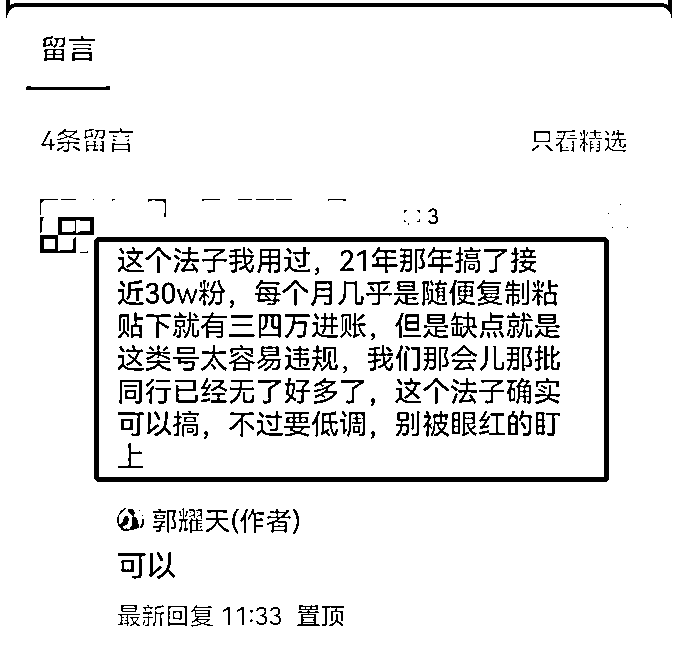 留言
4条留言 只看精选
3
这个法子我用过，21年那年搞了接
近30w粉，每个月几乎是随便复制粘
贴下就有三四万进账，但是缺点就是
这类号太容易违规，我们那会儿那批
同行已经无了好多了，这个法子确实
可以搞，不过要低调，别被眼红的盯
上
郭耀天(作者)
可以
最新回复 11:33 置顶